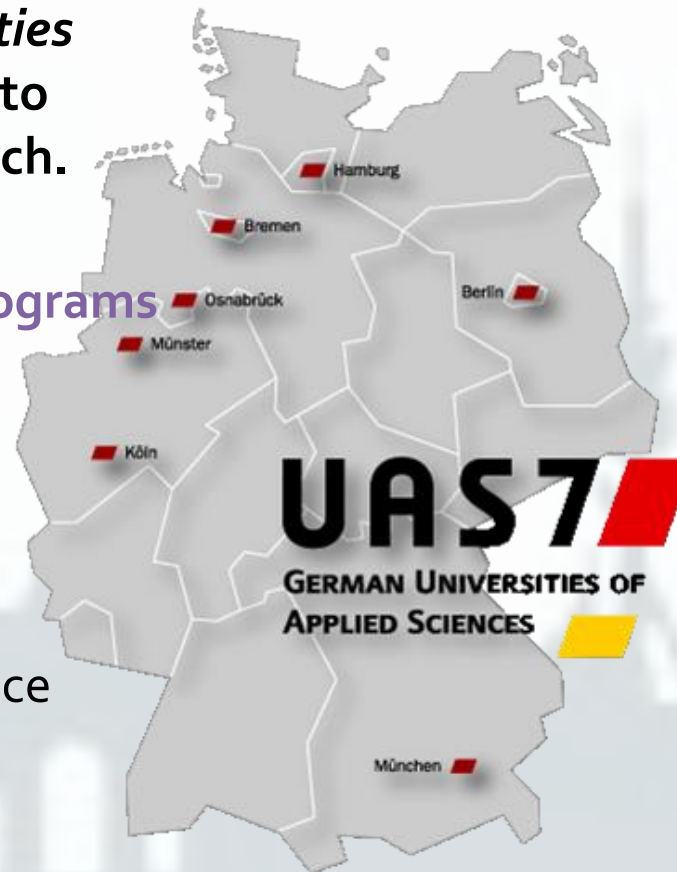 ties
to
ch.
Hamburg
Bremen
ograms
Osnabrück
Berlin
Münster
Köln
UAS7
GERMAN UNIVERSITIES OF
APPLIED SCIENCES
ce
München